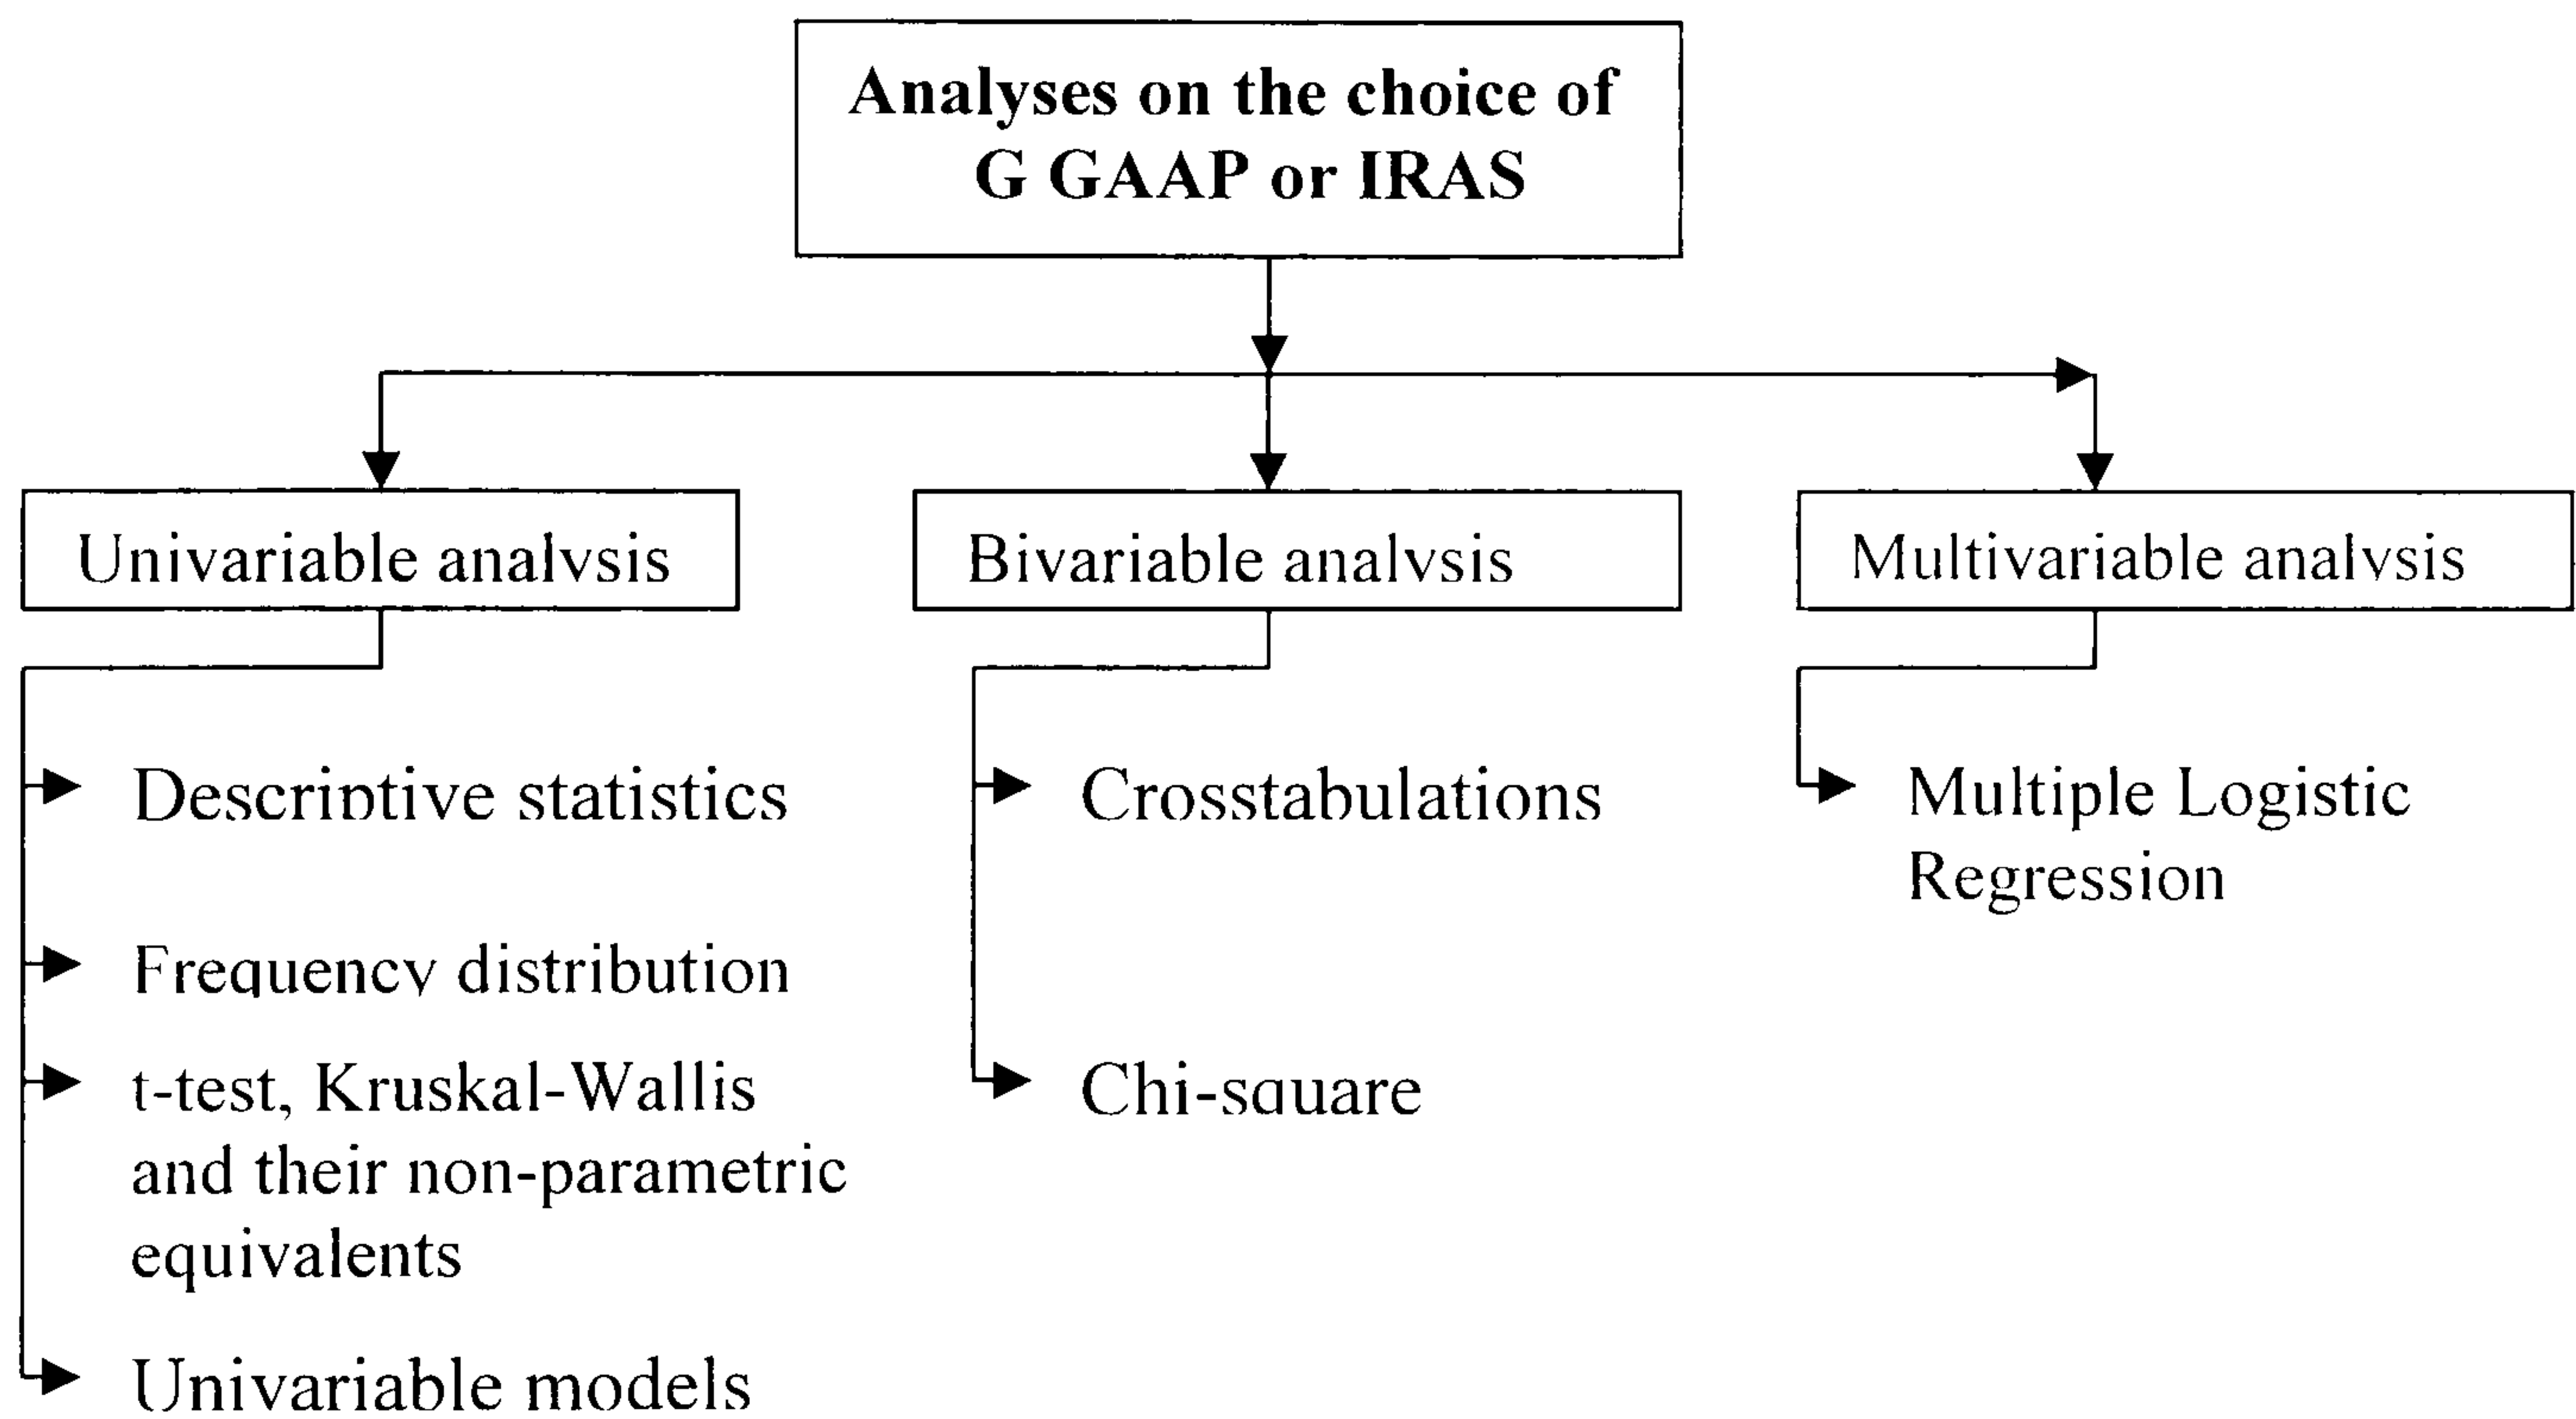 Analyses on the choice of
G GAAP or IRAS
Univariable analysis
Bivariable analysis
Multivariable analysis
Descriptive statistics
Frequency distribution
t-test, Kruskal-Wallis
and their non-parametric
equivalents
Univariable models
Crosstabulations
Chi-square
Multiple Logistic
Regression